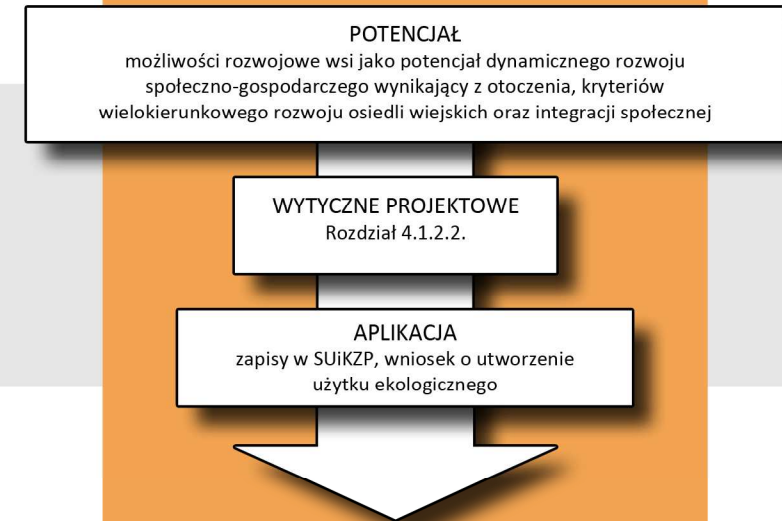 POTENCJAŁ
możliwości rozwojowe wsi jako potencjał dynamicznego rozwoju
społeczno-gospodarczego wynikający z otoczenia, kryteriów
wielokierunkowego rozwoju osiedli wiejskich oraz integracji społecznej
WYTYCZNE PROJEKTOWE
Rozdział 4.1.2.2.
APLIKACJA
zapisy w SUiKZP, wniosek o utworzenie
użytku ekologicznego